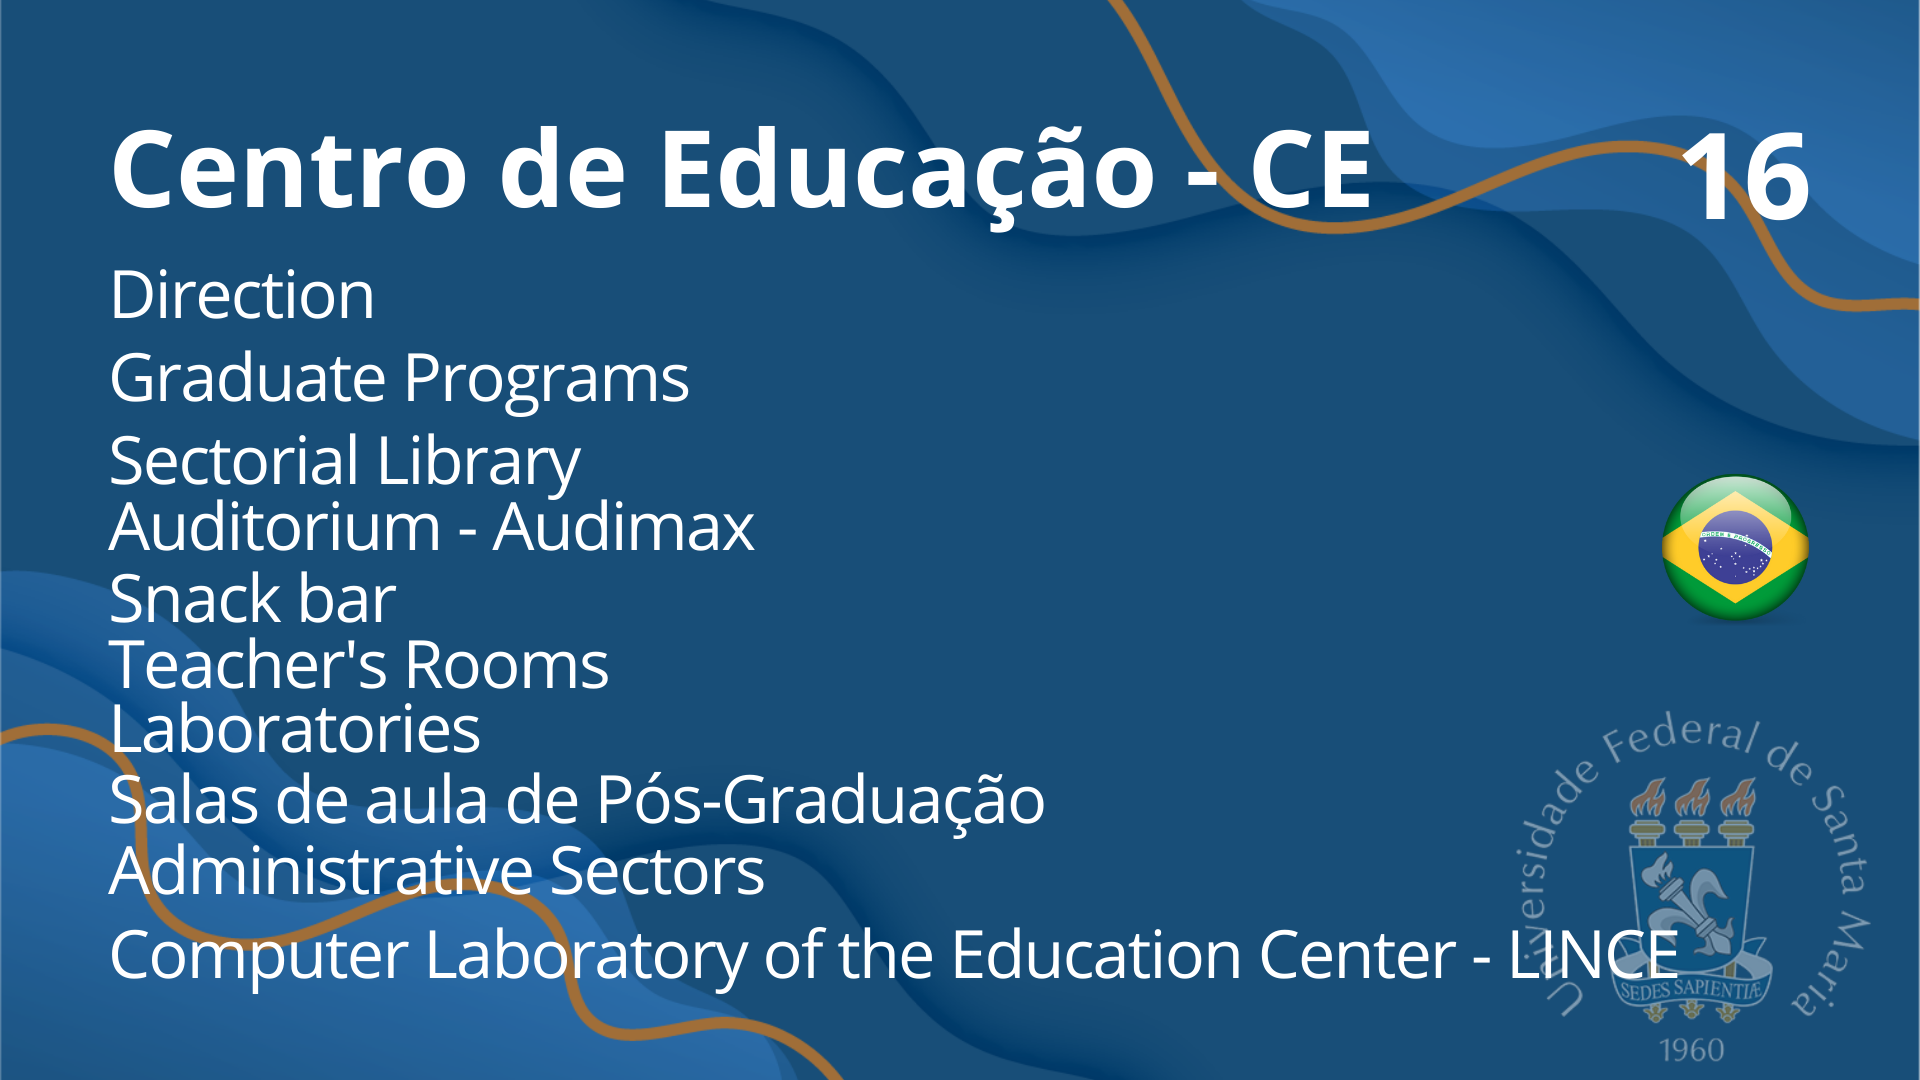 Centro de Educação - CE
16
Direction
Graduate Programs
Sectorial Library
Auditorium - Audimax
Snack bar
Teacher's Rooms
Laboratories
Salas de aula de Pós-Graduação
Administrative Sectors
Computer Laboratory of the Education Center - LINCE
Universidade Federal de Santa Maria
SEDES SAPIENTIÆ
1960